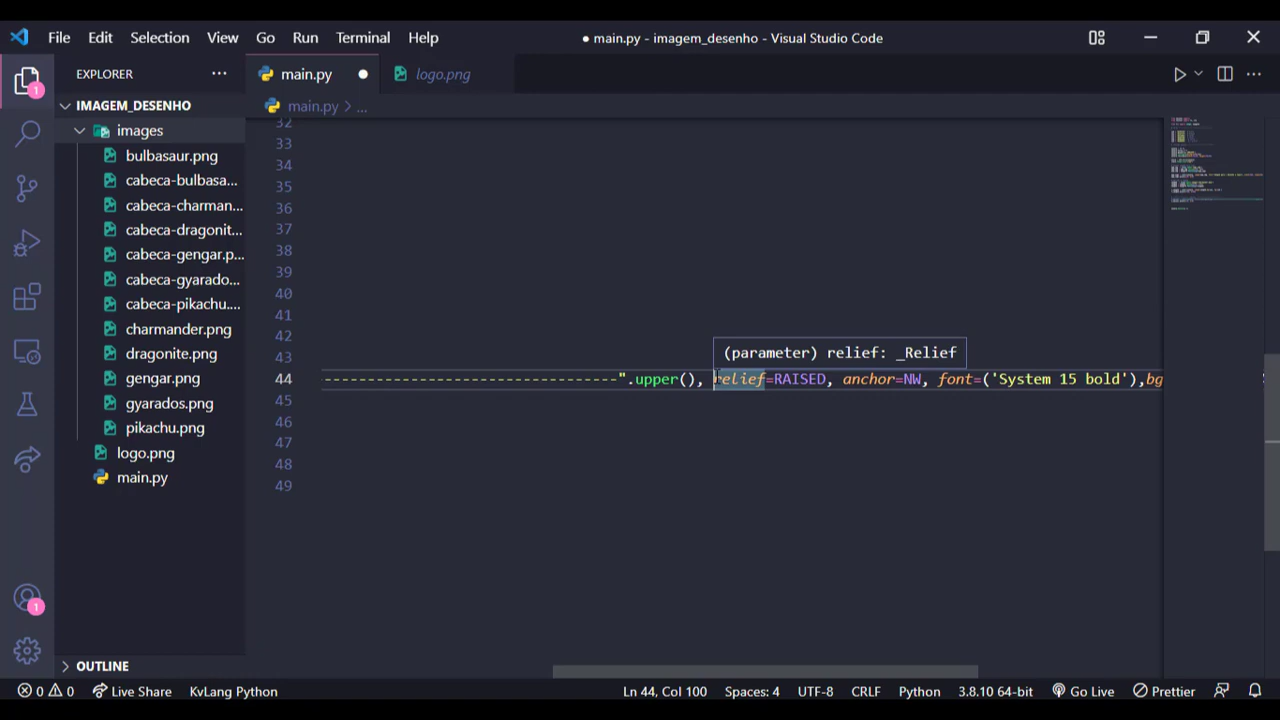 File Edit Selection View Go Run Terminal Help
● main.py - imagem_desenho - Visual Studio Code
EXPLORER
main.py
logo.png
IMAGEM_DESENHO
main.py > ...
images
bulbasaur.png
cabeca-bulbasa...
cabeca-charman...
cabeca-dragonit...
cabeca-gengar.p...
cabeca-gyarado...
cabeca-pikachu....
charmander.png
dragonite.png
gengar.png
gyarados.png
pikachu.png
logo.png
main.py
32
33
34
35
36
37
38
39
40
41
42
43
(parameter) relief: _Relief
44 ----------------------------------".upper(), relief=RAISED, anchor=NW, font=('System 15 bold'),bg
45
46
47
48
49
1
1
OUTLINE
0 0 Live Share KvLang Python Ln 44, Col 100 Spaces: 4 UTF-8 CRLF Python 3.8.10 64-bit Go Live Prettier